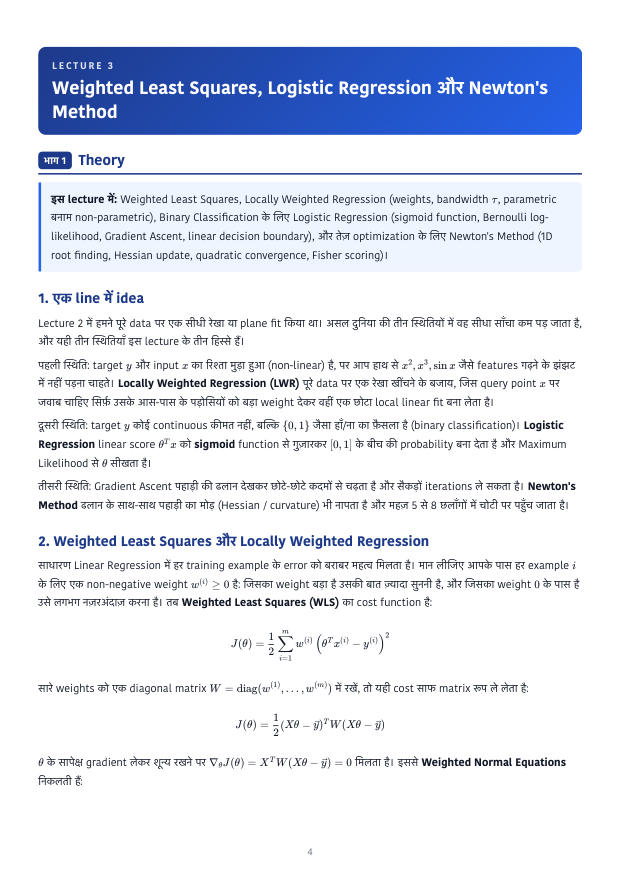 LECTURE 3
Weighted Least Squares, Logistic Regression और Newton's
Method
भाग 1 Theory
इस lecture में: Weighted Least Squares, Locally Weighted Regression (weights, bandwidth τ, parametric
बनाम non-parametric), Binary Classification के लिए Logistic Regression (sigmoid function, Bernoulli log-
likelihood, Gradient Ascent, linear decision boundary), और तेज़ optimization के लिए Newton's Method (1D
root finding, Hessian update, quadratic convergence, Fisher scoring)।
1. एक line में idea
Lecture 2 में हमने पूरे data पर एक सीधी रेखा या plane fit किया था। असल दुनिया की तीन स्थितियों में वह सीधा साँचा कम पड़ जाता है,
और यही तीन स्थितियाँ इस lecture के तीन हिस्से हैं।
पहली स्थिति: target y और input x का रिश्ता मुड़ा हुआ (non-linear) है, पर आप हाथ से x², x³, sin x जैसे features गढ़ने के झंझट
में नहीं पड़ना चाहते। Locally Weighted Regression (LWR) पूरे data पर एक रेखा खींचने के बजाय, जिस query point x पर
जवाब चाहिए सिर्फ़ उसके आस-पास के पड़ोसियों को बड़ा weight देकर वहीं एक छोटा local linear fit बना लेता है।
दूसरी स्थिति: target y कोई continuous कीमत नहीं, बल्कि {0, 1} जैसा हाँ/ना का फ़ैसला है (binary classification)। Logistic
Regression linear score θᵀx को sigmoid function से गुज़ारकर [0, 1] के बीच की probability बना देता है और Maximum
Likelihood से θ सीखता है।
तीसरी स्थिति: Gradient Ascent पहाड़ी की ढलान देखकर छोटे-छोटे कदमों से चढ़ता है और सैकड़ों iterations ले सकता है। Newton's
Method ढलान के साथ-साथ पहाड़ी का मोड़ (Hessian / curvature) भी नापता है और महज़ 5 से 8 छलाँगों में चोटी पर पहुँच जाता है।
2. Weighted Least Squares और Locally Weighted Regression
साधारण Linear Regression में हर training example के error को बराबर महत्व मिलता है। मान लीजिए आपके पास हर example i
के लिए एक non-negative weight w⁽ⁱ⁾ ≥ 0 है: जिसका weight बड़ा है उसकी बात ज़्यादा सुननी है, और जिसका weight 0 के पास है
उसे लगभग नज़रअंदाज़ करना है। तब Weighted Least Squares (WLS) का cost function है:
J(θ) = 1/2 ∑_{i=1}^{m} w⁽ⁱ⁾ (θᵀx⁽ⁱ⁾ − y⁽ⁱ⁾)²
सारे weights को एक diagonal matrix W = diag(w⁽¹⁾, …, w⁽ᵐ⁾) में रखें, तो यही cost साफ matrix रूप ले लेता है:
J(θ) = 1/2 (Xθ − y⃗)ᵀW(Xθ − y⃗)
θ के सापेक्ष gradient लेकर शून्य रखने पर ∇_θJ(θ) = XᵀW(Xθ − y⃗) = 0 मिलता है। इससे Weighted Normal Equations
निकलती हैं:
4